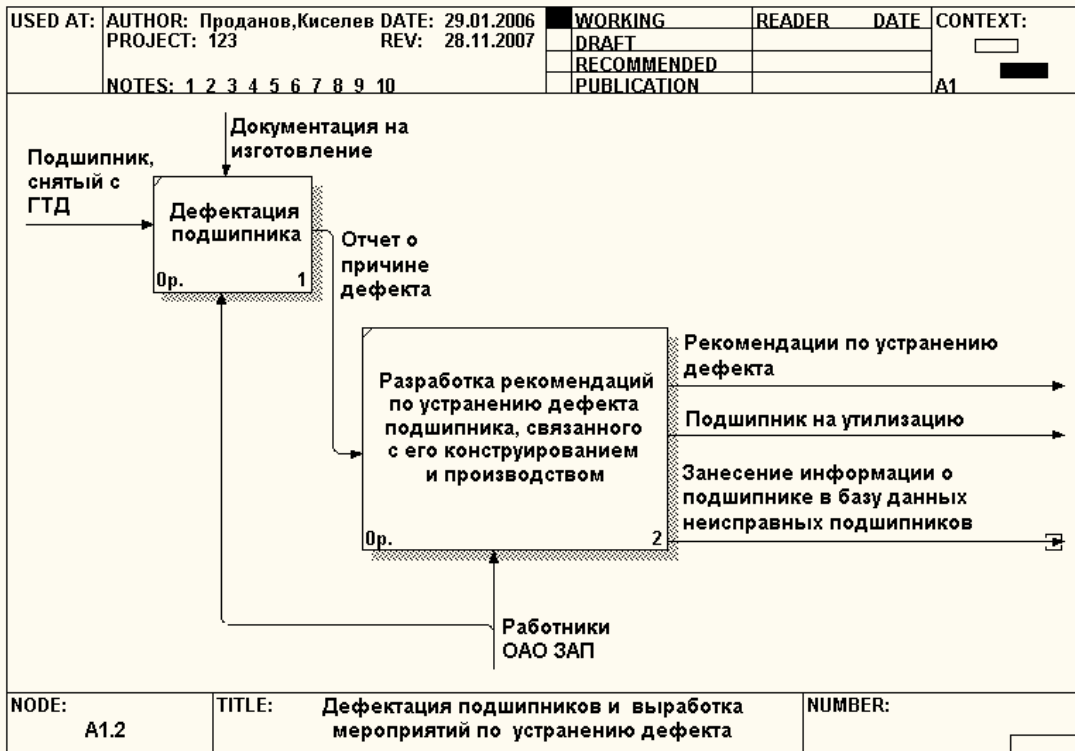 USED AT: AUTHOR: Проданов,Киселев DATE: 29.01.2006 WORKING READER DATE CONTEXT:
PROJECT: 123 REV: 28.11.2007 DRAFT
RECOMMENDED
NOTES: 1 2 3 4 5 6 7 8 9 10 PUBLICATION A1
Документация на
изготовление
Подшипник,
снятый с
ГТД
Дефектация
подшипника
0р. 1
Отчет о
причине
дефекта
Разработка рекомендаций
по устранению дефекта
подшипника, связанного
с его конструированием
и производством
0р. 2
Рекомендации по устранению
дефекта
Подшипник на утилизацию
Занесение информации о
подшипнике в базу данных
неисправных подшипников
Работники
ОАО ЗАП
NODE: TITLE: Дефектация подшипников и выработка NUMBER:
A1.2 мероприятий по устранению дефекта